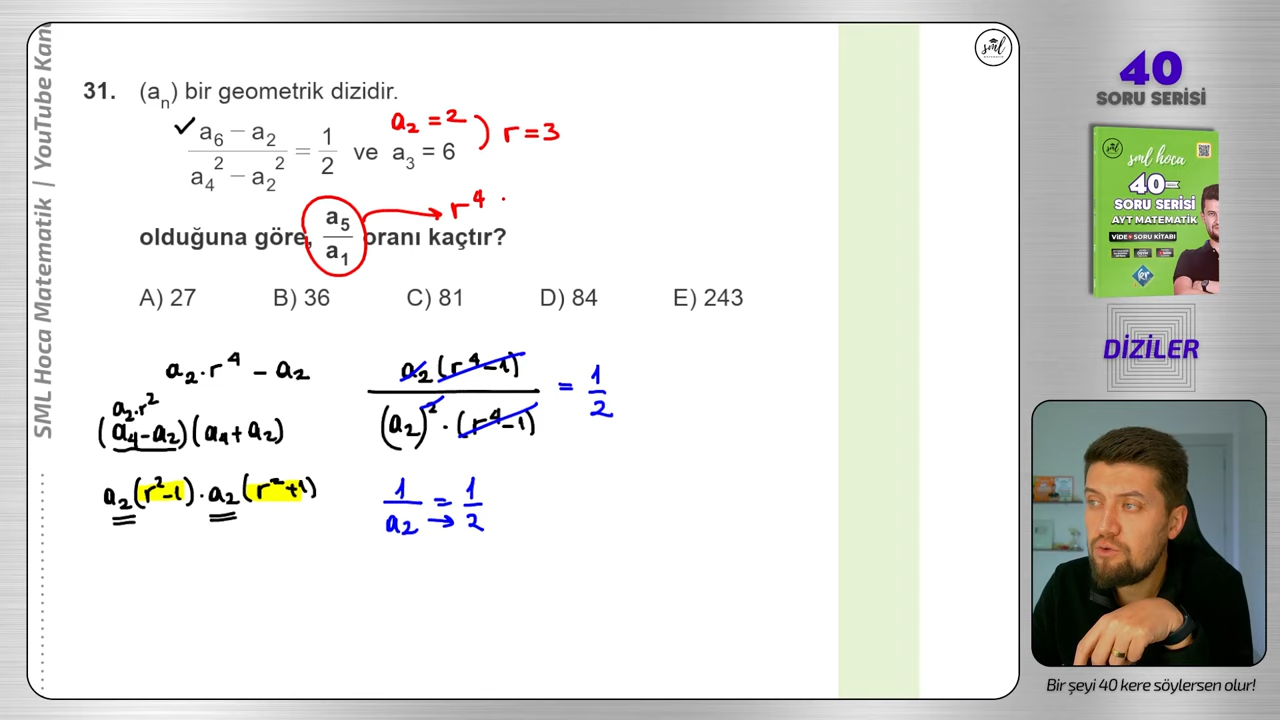 SML Hoca Matematik | YouTube Kan
31. (aₙ) bir geometrik dizidir.
✓ (a₆ − a₂)/(a₄² − a₂²) = 1/2 ve a₃ = 6
a₂ = 2 ) r = 3
olduğuna göre, a₅/a₁ oranı kaçtır?
→ r⁴ ·
A) 27 B) 36 C) 81 D) 84 E) 243
a₂·r⁴ − a₂
a₂·r²
(a₄−a₂)(a₄+a₂)
a₂(r²−1)·a₂(r²+1)
a₂(r⁴−1)/((a₂)²·(r⁴−1)) = 1/2
1/a₂ → = 1/2
sml
MATEMATİK
40
SORU SERİSİ
sml
sml hoca
40
SORU SERİSİ
AYT MATEMATİK
VİDEO SORU KİTABI
kr
DİZİLER
Bir şeyi 40 kere söylersen olur!